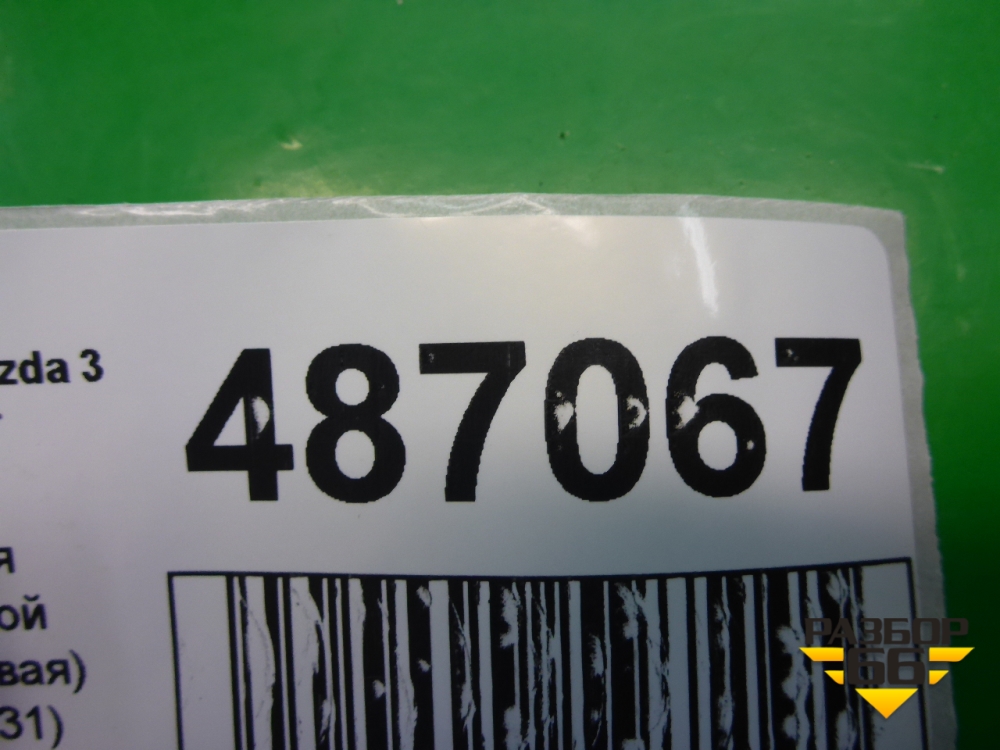 zda 3
487067
я
ой
вая)
31)
РАЗБОР
66